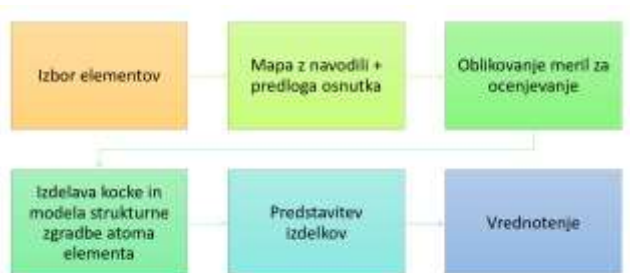 Izbor elementov
Mapa z navodili +
predloga osnutka
Oblikovanje meril za
ocenjevanje
Izdelava kocke in
modela strukturne
zgradbe atoma
elementa
Predstavitev
izdelkov
Vrednotenje